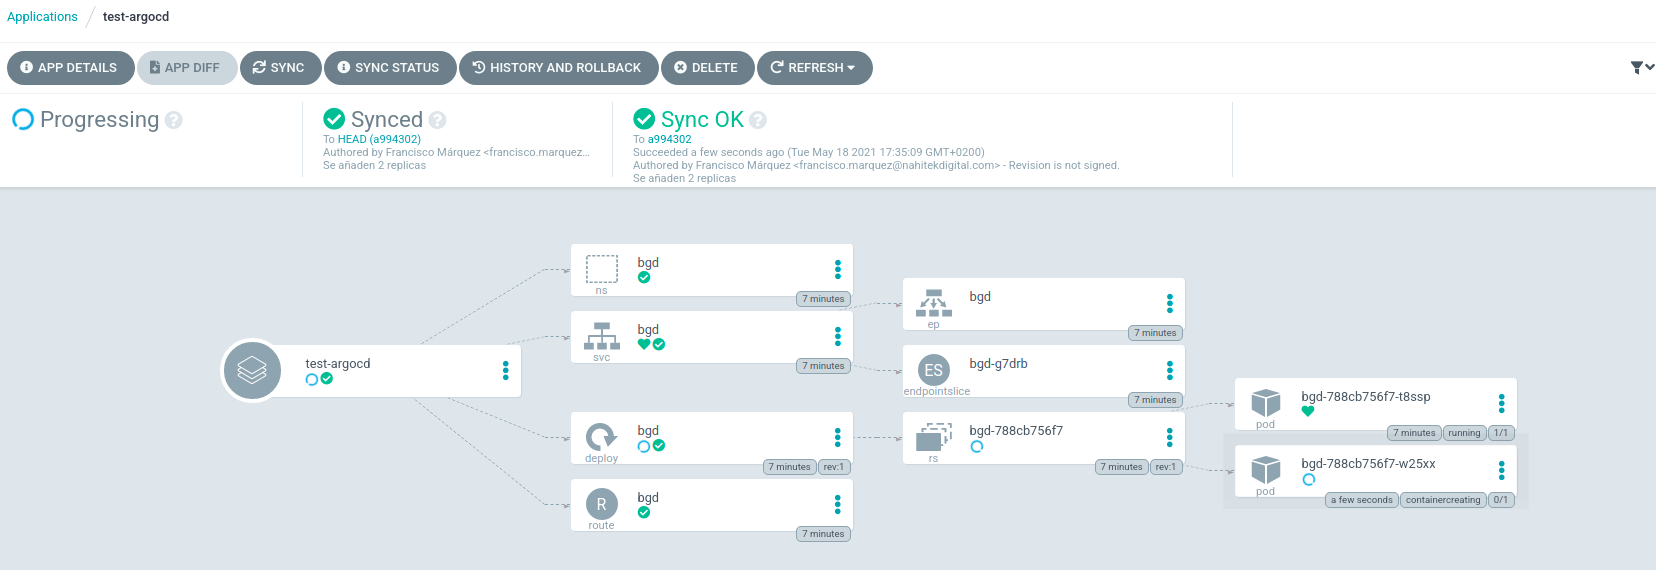 Applications / test-argocd
APP DETAILS APP DIFF SYNC SYNC STATUS HISTORY AND ROLLBACK DELETE REFRESH
Progressing ?
Synced ?
To HEAD (a994302)
Authored by Francisco Márquez <francisco.marquez...
Se añaden 2 replicas
Sync OK ?
To a994302
Succeeded a few seconds ago (Tue May 18 2021 17:35:09 GMT+0200)
Authored by Francisco Márquez <francisco.marquez@nahitekdigital.com> - Revision is not signed.
Se añaden 2 replicas
test-argocd
bgd
ns
7 minutes
bgd
svc
7 minutes
bgd
deploy
7 minutes rev:1
bgd
R
route
7 minutes
bgd
ep
7 minutes
bgd-g7drb
ES
endpointslice
7 minutes
bgd-788cb756f7
rs
7 minutes rev:1
bgd-788cb756f7-t8ssp
pod
7 minutes running 1/1
bgd-788cb756f7-w25xx
pod
a few seconds containercreating 0/1